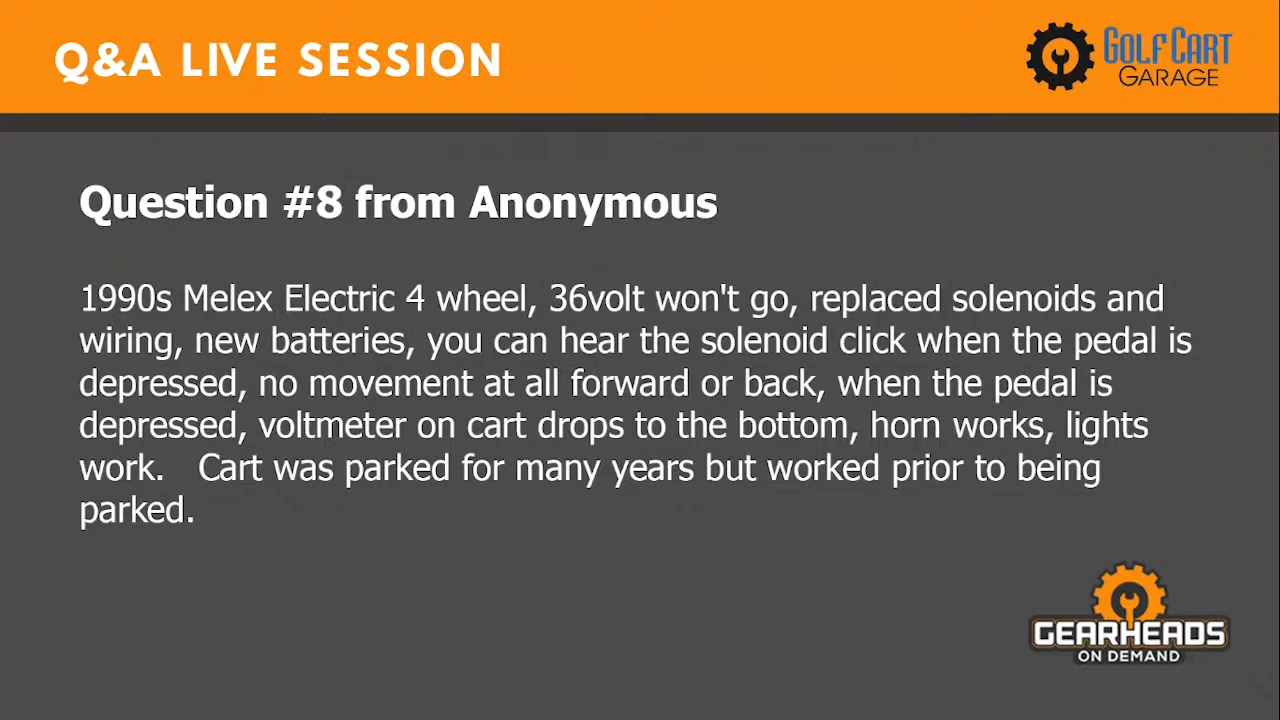 Q&A LIVE SESSION
GOLF CART
GARAGE
Question #8 from Anonymous
1990s Melex Electric 4 wheel, 36volt won't go, replaced solenoids and
wiring, new batteries, you can hear the solenoid click when the pedal is
depressed, no movement at all forward or back, when the pedal is
depressed, voltmeter on cart drops to the bottom, horn works, lights
work.   Cart was parked for many years but worked prior to being
parked.
GEARHEADS
ON DEMAND